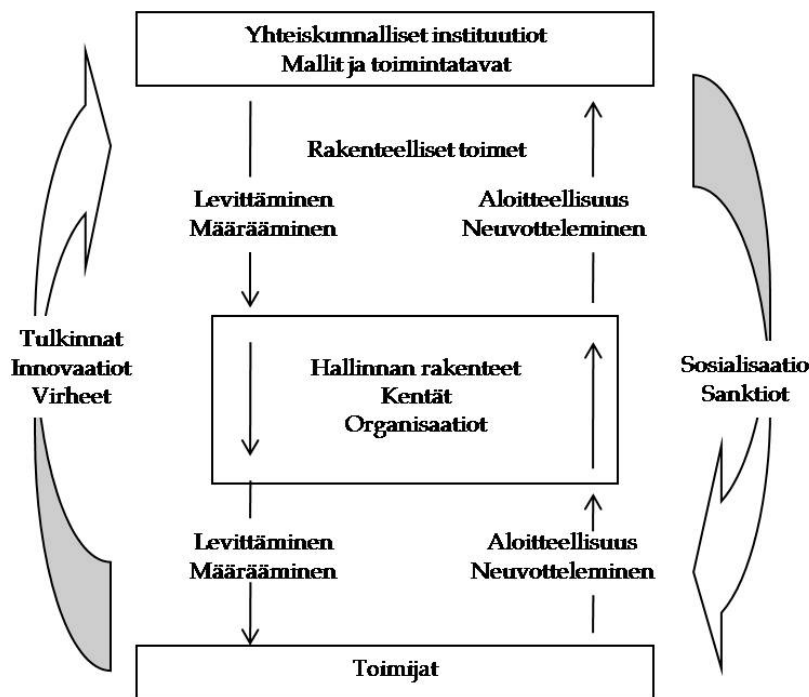 Yhteiskunnalliset instituutiot
Mallit ja toimintatavat
Rakenteelliset toimet
Levittäminen
Määrääminen
Aloitteellisuus
Neuvotteleminen
Tulkinnat
Innovaatiot
Virheet
Hallinnan rakenteet
Kentät
Organisaatiot
Sosialisaatio
Sanktiot
Levittäminen
Määrääminen
Aloitteellisuus
Neuvotteleminen
Toimijat